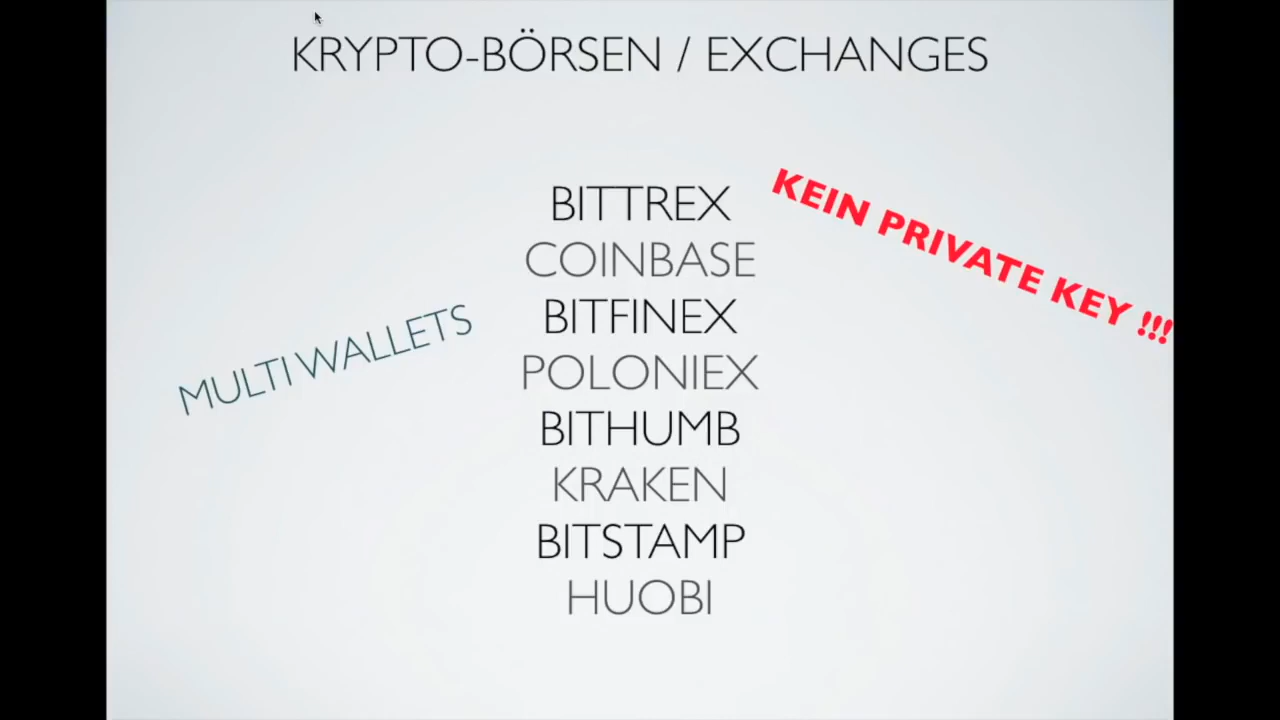 KRYPTO-BÖRSEN / EXCHANGES
BITTREX
KEIN PRIVATE KEY !!!
COINBASE
BITFINEX
MULTI WALLETS
POLONIEX
BITHUMB
KRAKEN
BITSTAMP
HUOBI